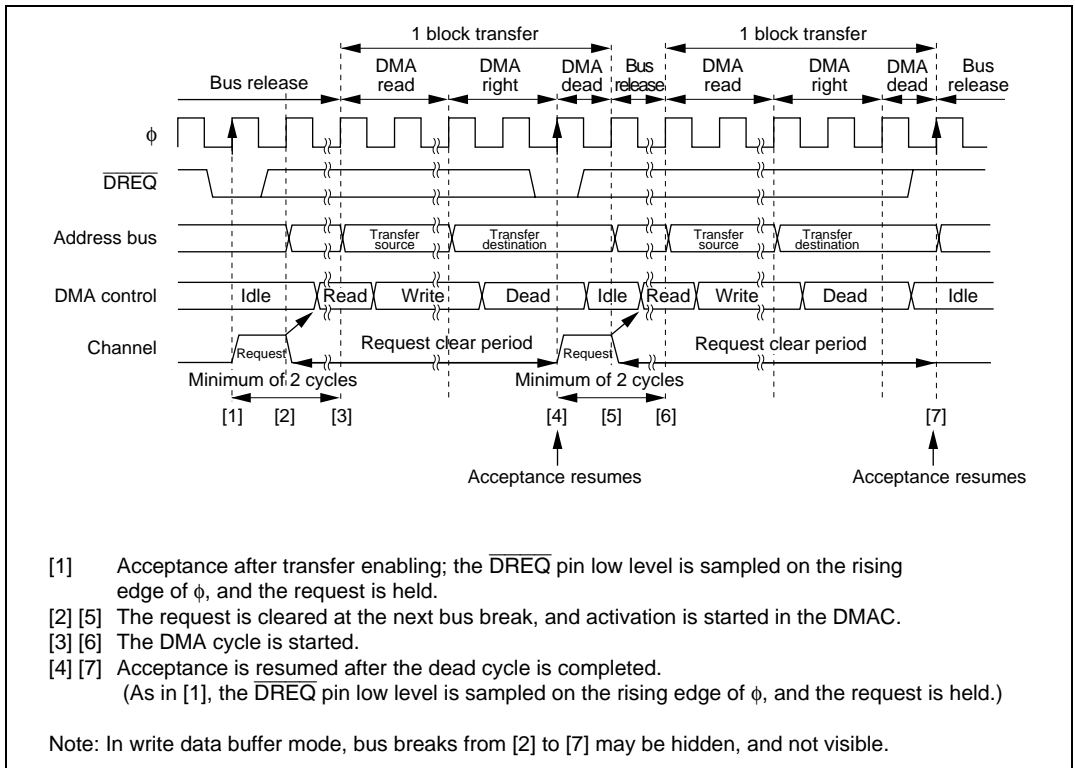 1 block transfer 1 block transfer
Bus release DMA read DMA right DMA dead Bus release DMA read DMA right DMA dead Bus release
φ
DREQ
Address bus Transfer source Transfer destination Transfer source Transfer destination
DMA control Idle Read Write Dead Idle Read Write Dead Idle
Channel Request Request clear period Request Request clear period
Minimum of 2 cycles Minimum of 2 cycles
[1] [2] [3] [4] [5] [6] [7]
Acceptance resumes Acceptance resumes
[1] Acceptance after transfer enabling; the DREQ pin low level is sampled on the rising
edge of φ, and the request is held.
[2] [5] The request is cleared at the next bus break, and activation is started in the DMAC.
[3] [6] The DMA cycle is started.
[4] [7] Acceptance is resumed after the dead cycle is completed.
(As in [1], the DREQ pin low level is sampled on the rising edge of φ, and the request is held.)
Note: In write data buffer mode, bus breaks from [2] to [7] may be hidden, and not visible.